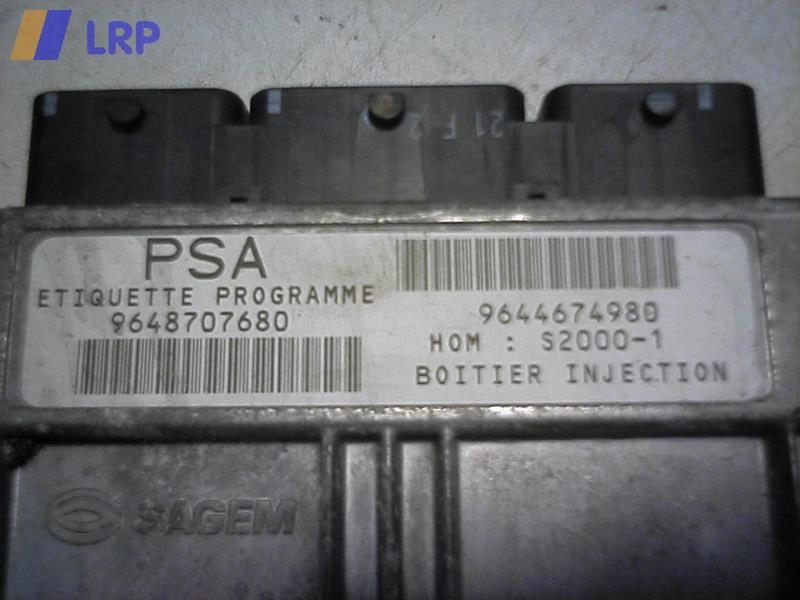 LRP
21 F 2
PSA
ETIQUETTE PROGRAMME
9648707680
9644674980
HOM : S2000-1
BOITIER INJECTION
SAGEM